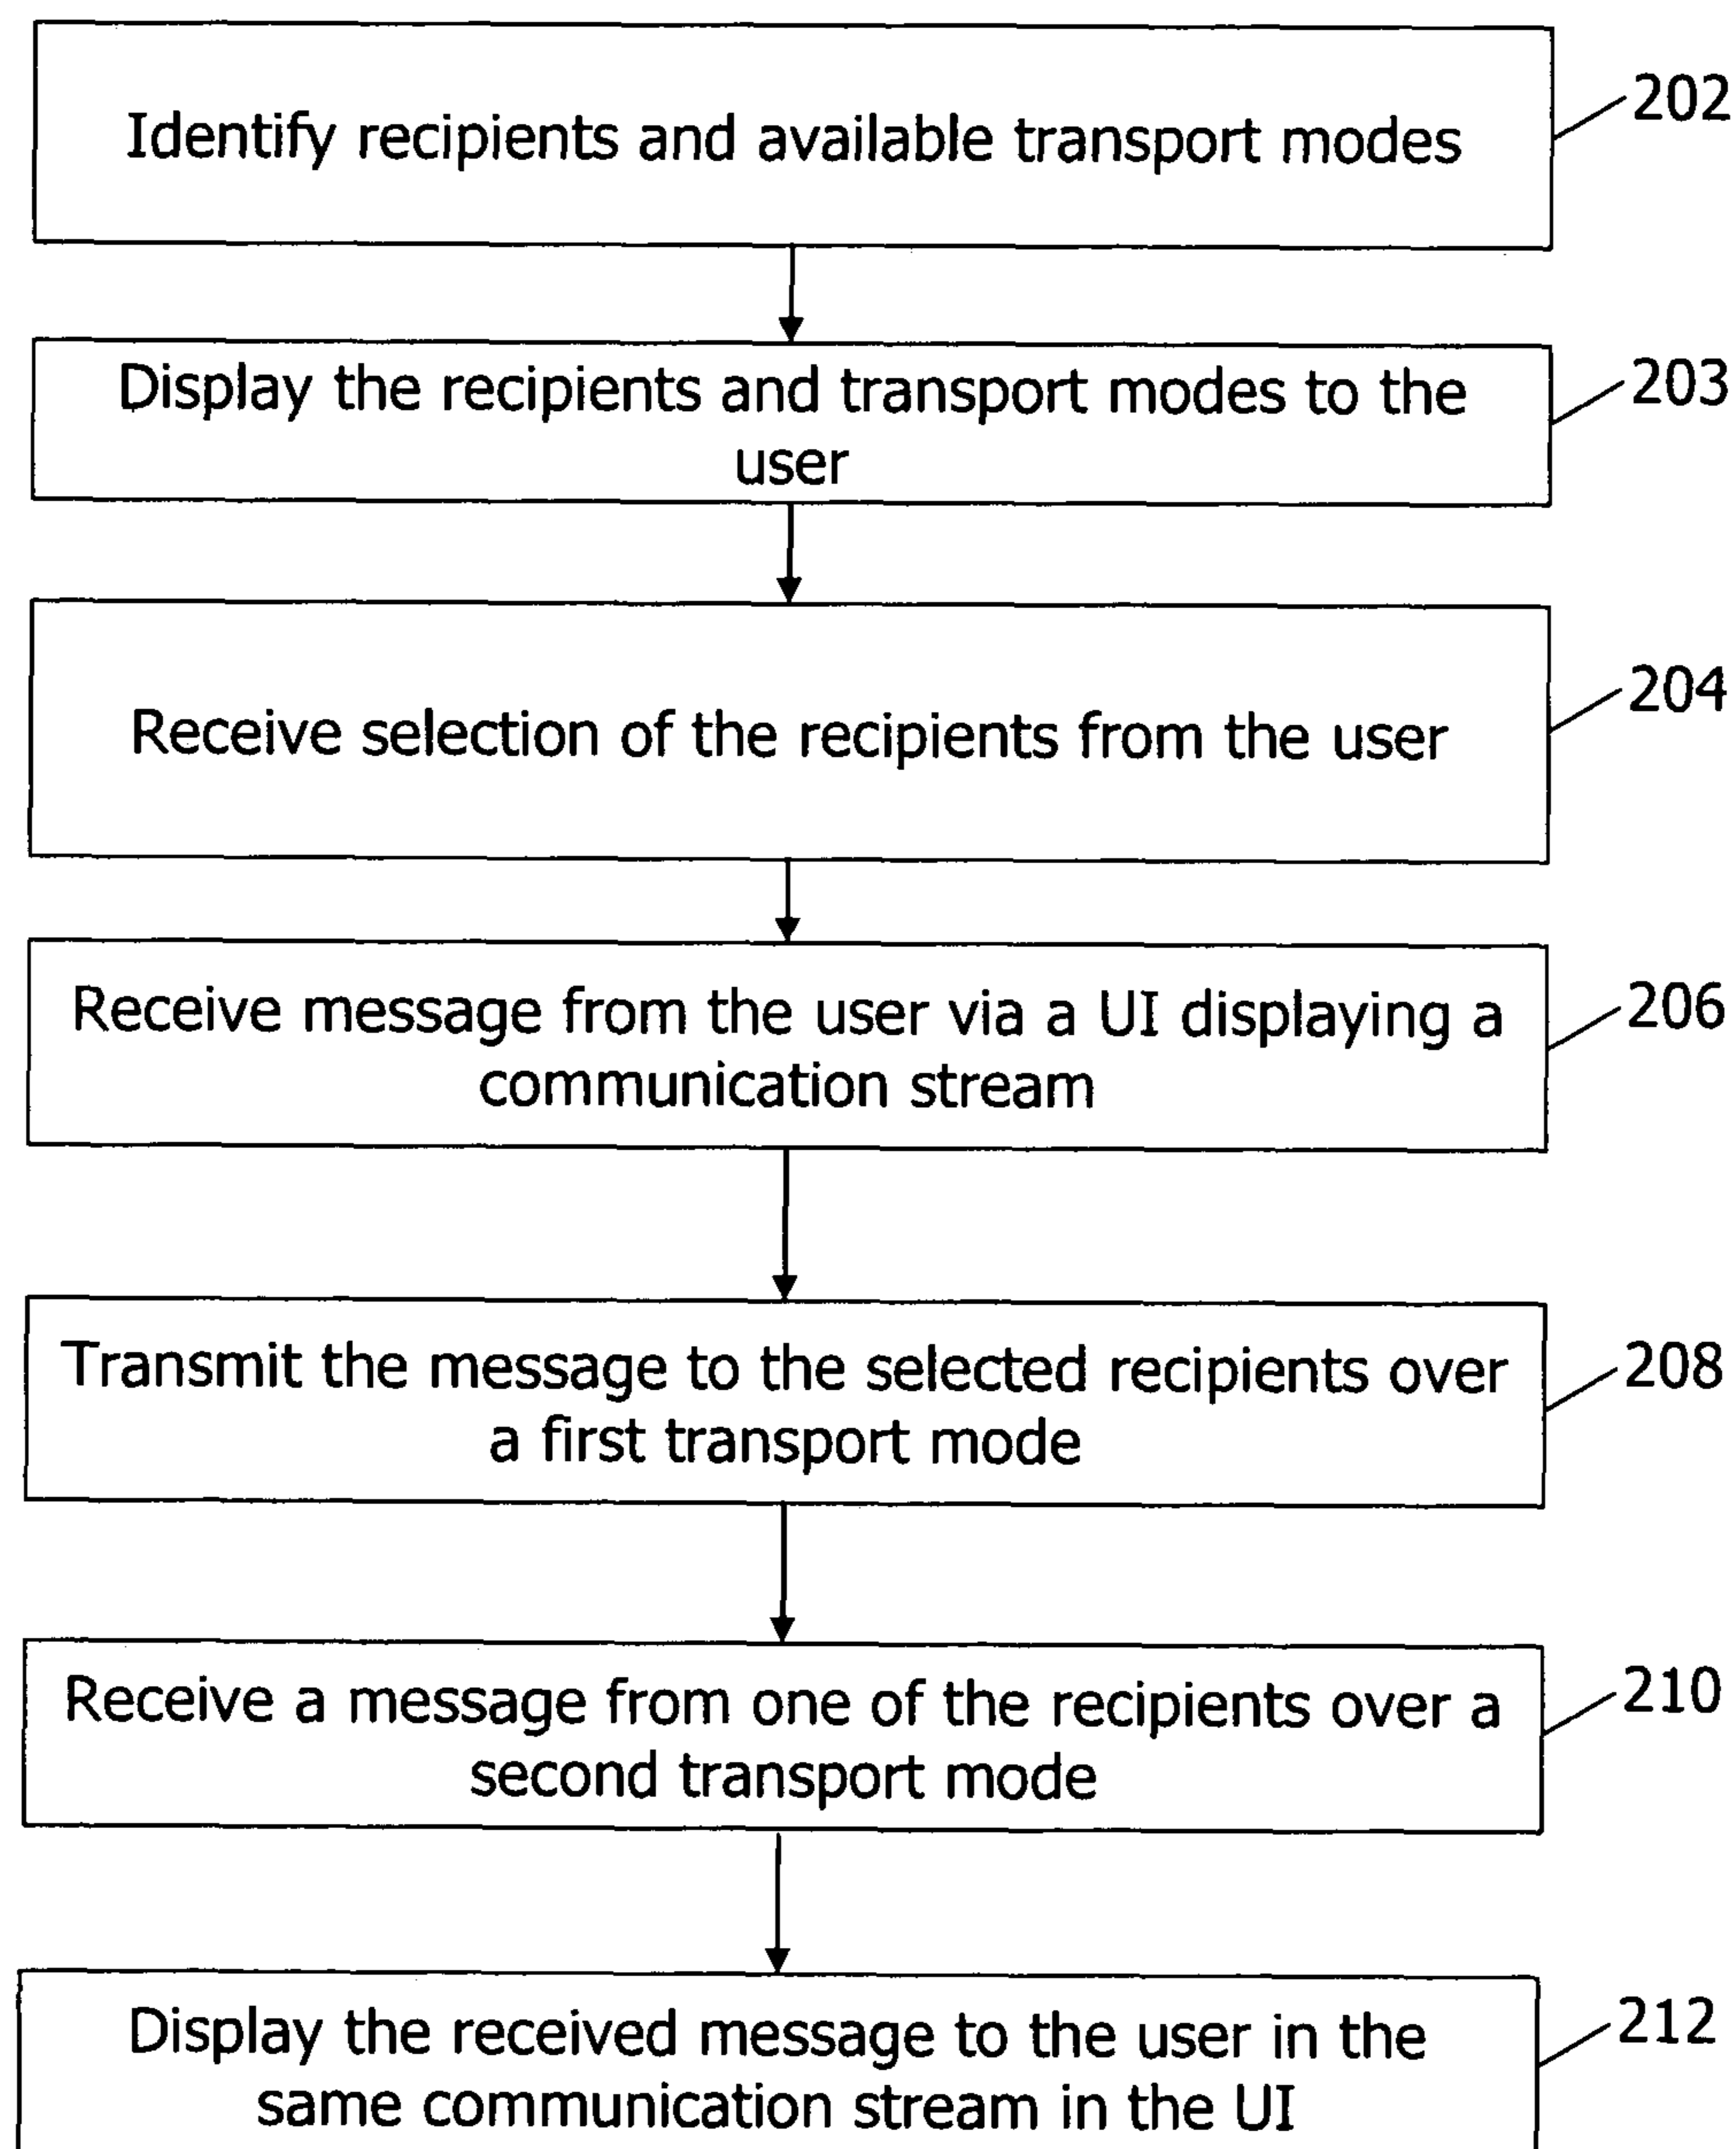 Identify recipients and available transport modes
202
Display the recipients and transport modes to the
user
203
Receive selection of the recipients from the user
204
Receive message from the user via a UI displaying a
communication stream
206
Transmit the message to the selected recipients over
a first transport mode
208
Receive a message from one of the recipients over a
second transport mode
210
Display the received message to the user in the
same communication stream in the UI
212